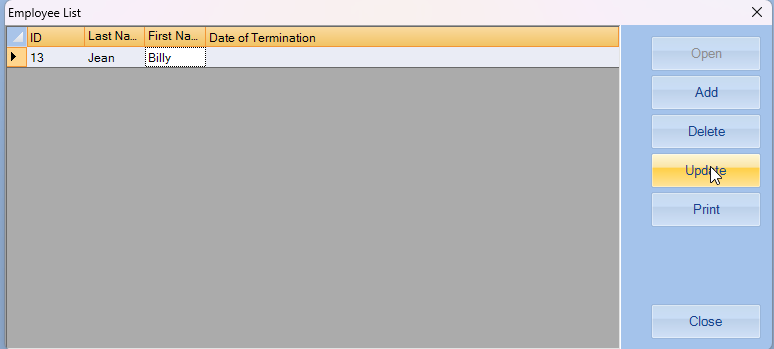 Employee List
ID Last Na... First Na... Date of Termination
13 Jean Billy
Open
Add
Delete
Update
Print
Close